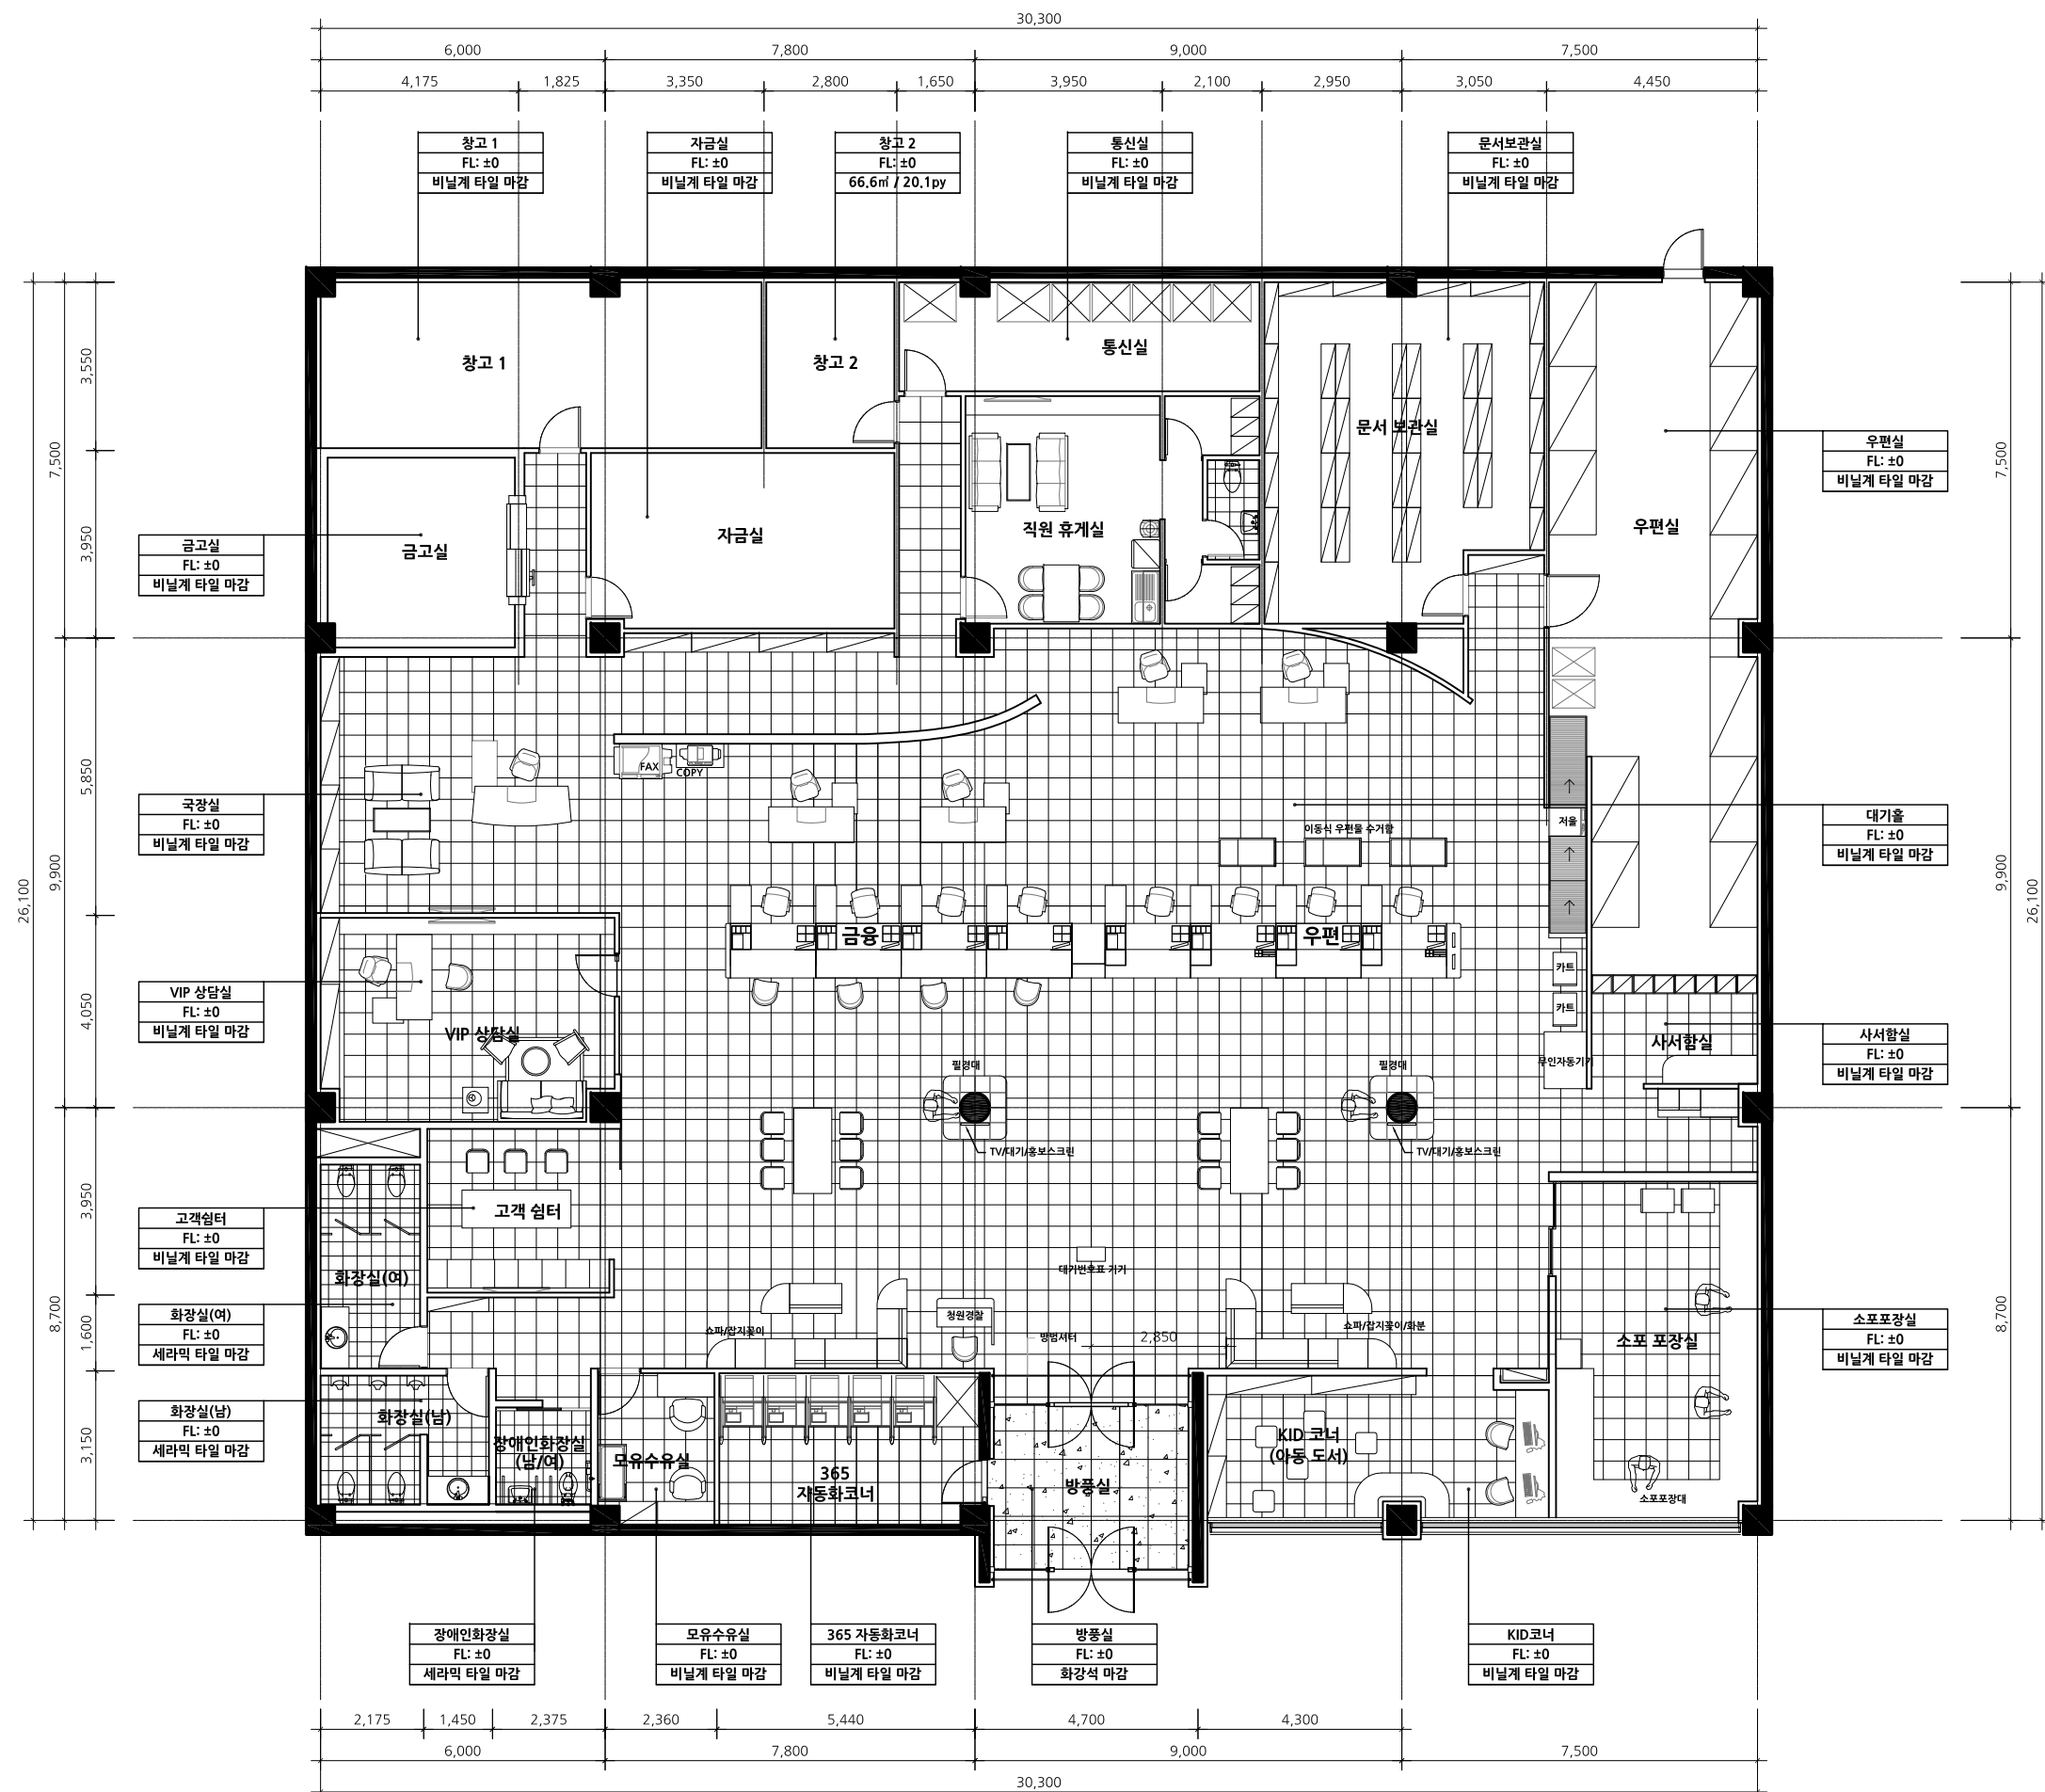 30,300
6,000 7,800 9,000 7,500
4,175 1,825 3,350 2,800 1,650 3,950 2,100 2,950 3,050 4,450
창고 1
FL: ±0
비닐계 타일 마감
자금실
FL: ±0
비닐계 타일 마감
창고 2
FL: ±0
66.6㎡ / 20.1py
통신실
FL: ±0
비닐계 타일 마감
문서보관실
FL: ±0
비닐계 타일 마감
26,100
7,500
9,900
8,700
3,550
3,950
5,850
4,050
3,950
1,600
3,150
금고실
FL: ±0
비닐계 타일 마감
국장실
FL: ±0
비닐계 타일 마감
VIP 상담실
FL: ±0
비닐계 타일 마감
고객쉼터
FL: ±0
비닐계 타일 마감
화장실(여)
FL: ±0
세라믹 타일 마감
화장실(남)
FL: ±0
세라믹 타일 마감
창고 1
창고 2
통신실
문서 보관실
우편실
금고실
자금실
직원 휴게실
FAX
COPY
이동식 우편물 수거함
저울
금융
우편
카트
카트
무인자동기기
사서함실
VIP 상담실
필경대
필경대
TV/대기/홍보스크린
TV/대기/홍보스크린
고객 쉼터
대기번호표 기기
화장실(여)
청원경찰
쇼파/잡지꽂이
방범셔터
2,850
쇼파/잡지꽂이/화분
소포 포장실
화장실(남)
장애인화장실
(남/여)
모유수유실
365
자동화코너
방풍실
KID 코너
(아동 도서)
소포포장대
우편실
FL: ±0
비닐계 타일 마감
대기홀
FL: ±0
비닐계 타일 마감
사서함실
FL: ±0
비닐계 타일 마감
소포포장실
FL: ±0
비닐계 타일 마감
7,500
9,900
8,700
26,100
장애인화장실
FL: ±0
세라믹 타일 마감
모유수유실
FL: ±0
비닐계 타일 마감
365 자동화코너
FL: ±0
비닐계 타일 마감
방풍실
FL: ±0
화강석 마감
KID코너
FL: ±0
비닐계 타일 마감
2,175 1,450 2,375 2,360 5,440 4,700 4,300
6,000 7,800 9,000 7,500
30,300